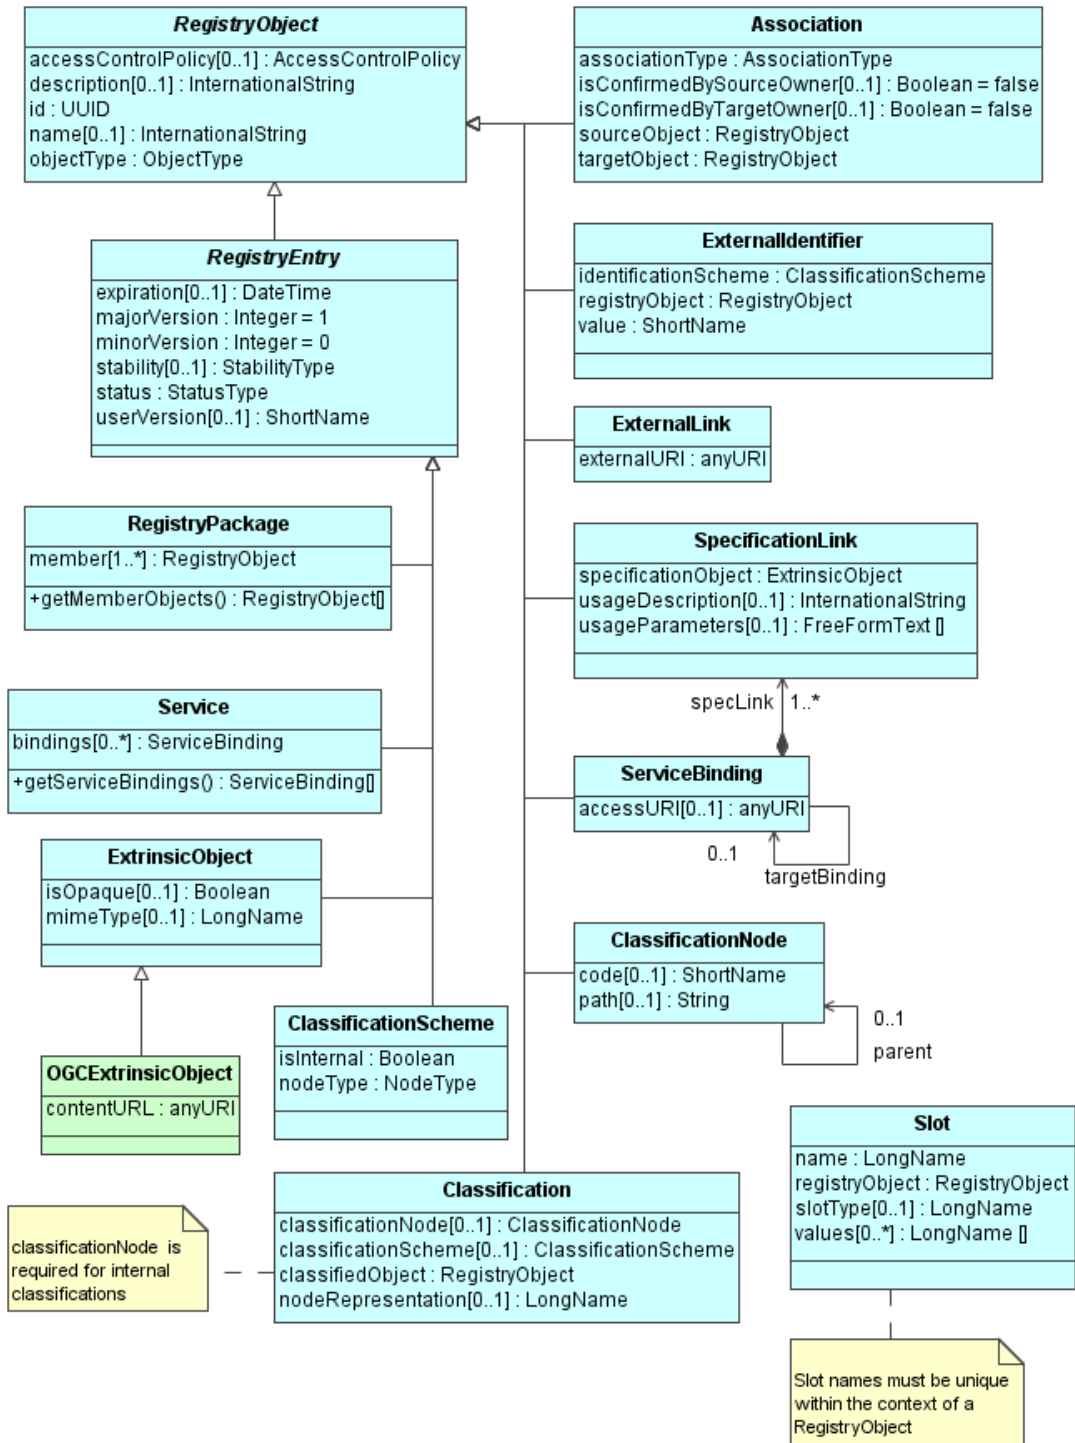 RegistryObject
accessControlPolicy[0..1] : AccessControlPolicy
description[0..1] : InternationalString
id : UUID
name[0..1] : InternationalString
objectType : ObjectType
Association
associationType : AssociationType
isConfirmedBySourceOwner[0..1] : Boolean = false
isConfirmedByTargetOwner[0..1] : Boolean = false
sourceObject : RegistryObject
targetObject : RegistryObject
RegistryEntry
expiration[0..1] : DateTime
majorVersion : Integer = 1
minorVersion : Integer = 0
stability[0..1] : StabilityType
status : StatusType
userVersion[0..1] : ShortName
ExternalIdentifier
identificationScheme : ClassificationScheme
registryObject : RegistryObject
value : ShortName
ExternalLink
externalURI : anyURI
RegistryPackage
member[1..*] : RegistryObject
+getMemberObjects() : RegistryObject[]
SpecificationLink
specificationObject : ExtrinsicObject
usageDescription[0..1] : InternationalString
usageParameters[0..1] : FreeFormText []
specLink 1..*
Service
bindings[0..*] : ServiceBinding
+getServiceBindings() : ServiceBinding[]
ServiceBinding
accessURI[0..1] : anyURI
0..1
targetBinding
ExtrinsicObject
isOpaque[0..1] : Boolean
mimeType[0..1] : LongName
ClassificationNode
code[0..1] : ShortName
path[0..1] : String
0..1
parent
ClassificationScheme
isInternal : Boolean
nodeType : NodeType
OGCExtrinsicObject
contentURL : anyURI
Slot
name : LongName
registryObject : RegistryObject
slotType[0..1] : LongName
values[0..*] : LongName []
Classification
classificationNode[0..1] : ClassificationNode
classificationScheme[0..1] : ClassificationScheme
classifiedObject : RegistryObject
nodeRepresentation[0..1] : LongName
classificationNode is
required for internal
classifications
Slot names must be unique
within the context of a
RegistryObject